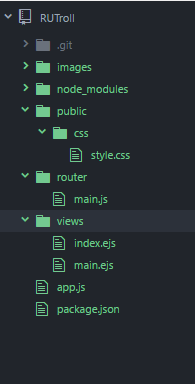 RUTroll
.git
images
node_modules
public
css
style.css
router
main.js
views
index.ejs
main.ejs
app.js
package.json